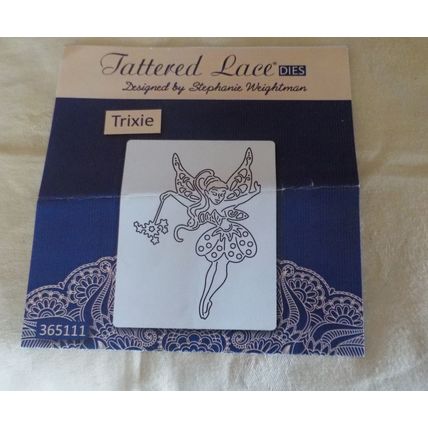 Tattered Lace® DIES
Designed by Stephanie Weightman
Trixie
365111